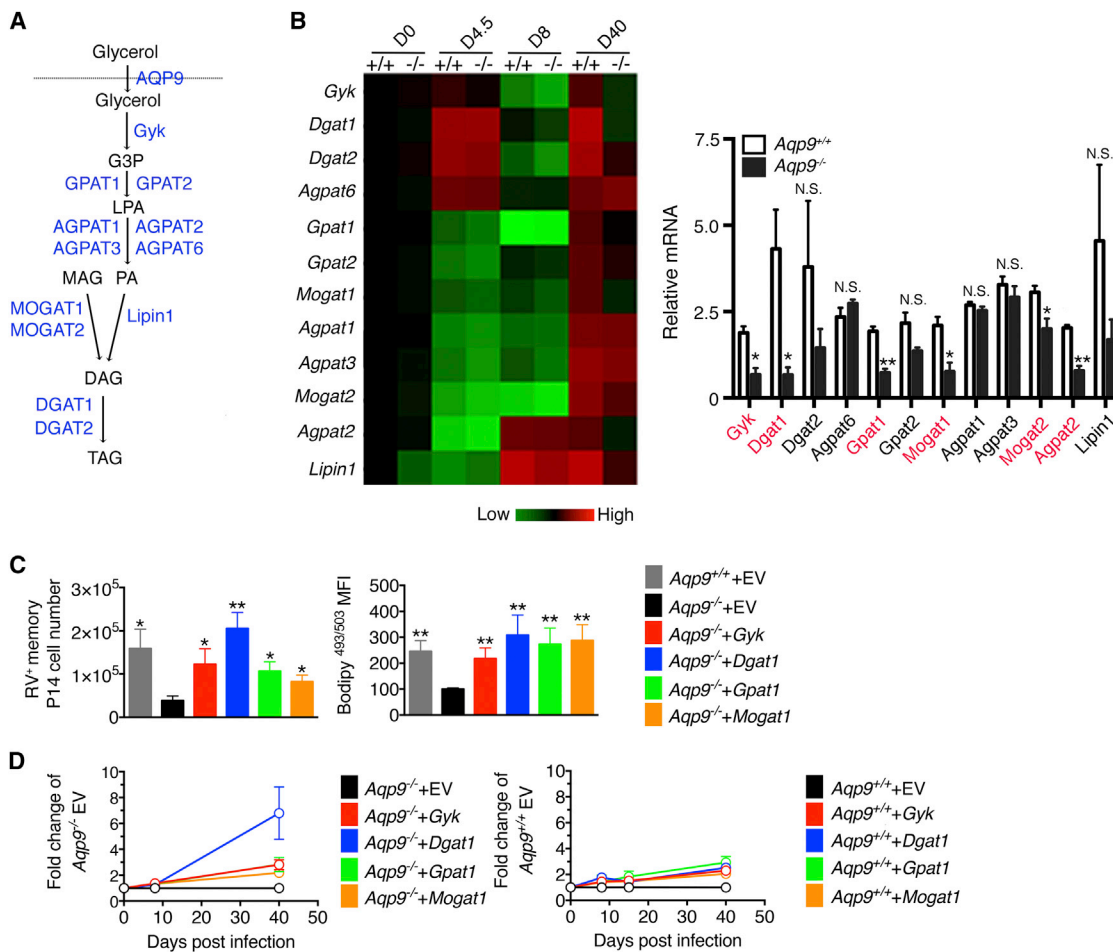 A
Glycerol
AQP9
Glycerol
Gyk
G3P
GPAT1 GPAT2
LPA
AGPAT1 AGPAT2
AGPAT3 AGPAT6
MAG PA
MOGAT1
MOGAT2
Lipin1
DAG
DGAT1
DGAT2
TAG
B
D0 D4.5 D8 D40
+/+ -/- +/+ -/- +/+ -/- +/+ -/-
Gyk
Dgat1
Dgat2
Agpat6
Gpat1
Gpat2
Mogat1
Agpat1
Agpat3
Mogat2
Agpat2
Lipin1
Low High
Relative mRNA
7.5
5.0
2.5
0
Aqp9+/+
Aqp9-/-
* * N.S. N.S. ** N.S. * N.S. N.S. * ** N.S.
Gyk Dgat1 Dgat2 Agpat6 Gpat1 Gpat2 Mogat1 Agpat1 Agpat3 Mogat2 Agpat2 Lipin1
C
RV+ memory
P14 cell number
3×10⁵
2×10⁵
1×10⁵
0
* * ** * *
Bodipy 493/503 MFI
500
400
300
200
100
0
** ** ** ** **
Aqp9+/+ +EV
Aqp9-/-+EV
Aqp9-/-+Gyk
Aqp9-/-+Dgat1
Aqp9-/-+Gpat1
Aqp9-/-+Mogat1
D
Fold change of
Aqp9-/- EV
10
8
6
4
2
0
0 10 20 30 40 50
Days post infection
Aqp9-/-+EV
Aqp9-/-+Gyk
Aqp9-/-+Dgat1
Aqp9-/-+Gpat1
Aqp9-/-+Mogat1
Fold change of
Aqp9+/+ EV
10
8
6
4
2
0
0 10 20 30 40 50
Days post infection
Aqp9+/+ +EV
Aqp9+/+ +Gyk
Aqp9+/+ +Dgat1
Aqp9+/+ +Gpat1
Aqp9+/+ +Mogat1